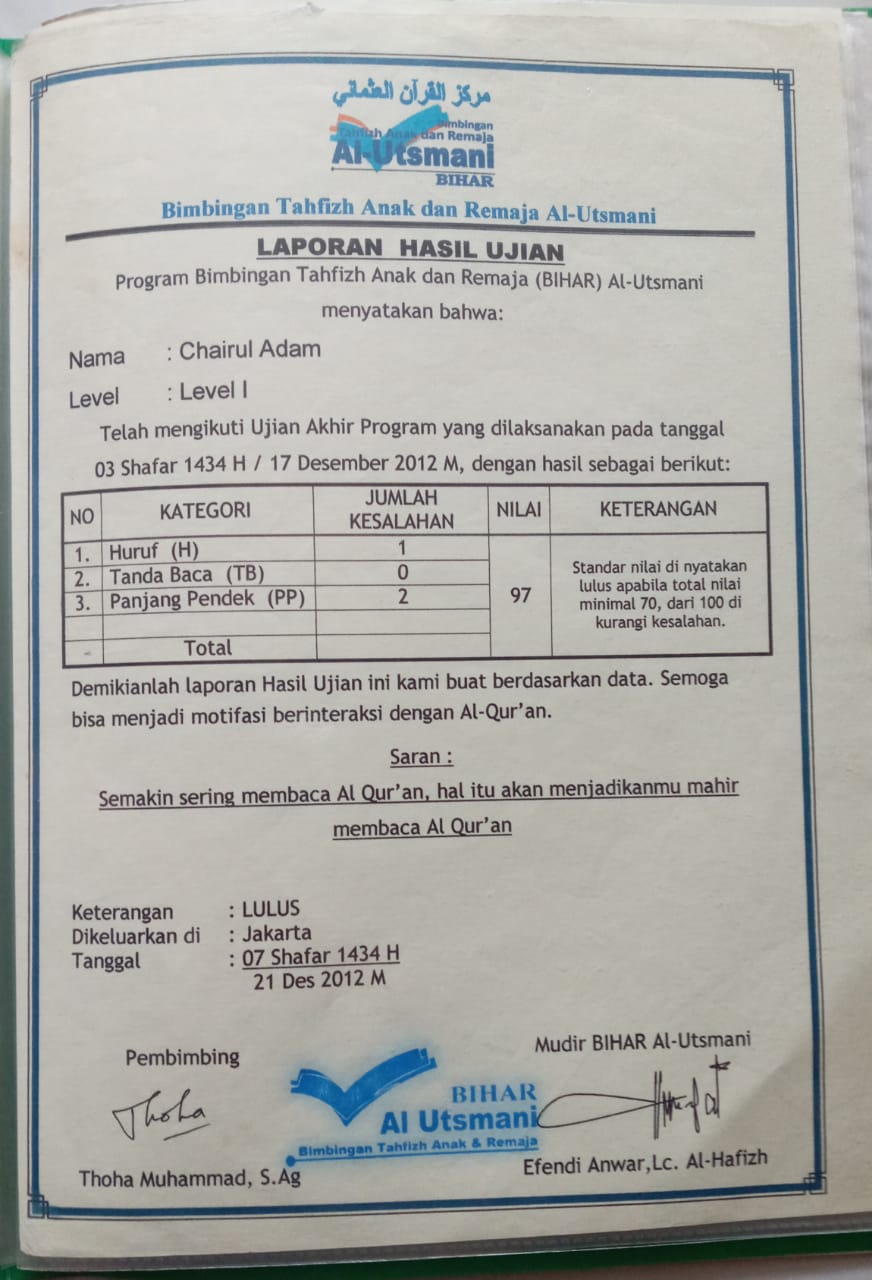 مركز القرآن العثماني
Bimbingan
Tahfizh Anak dan Remaja
Al-Utsmani
BIHAR
Bimbingan Tahfizh Anak dan Remaja Al-Utsmani
LAPORAN HASIL UJIAN
Program Bimbingan Tahfizh Anak dan Remaja (BIHAR) Al-Utsmani
menyatakan bahwa:
Nama : Chairul Adam
Level : Level I
Telah mengikuti Ujian Akhir Program yang dilaksanakan pada tanggal
03 Shafar 1434 H / 17 Desember 2012 M, dengan hasil sebagai berikut:
NO KATEGORI JUMLAH KESALAHAN NILAI KETERANGAN
1. Huruf (H) 1
2. Tanda Baca (TB) 0
3. Panjang Pendek (PP) 2
97
Standar nilai di nyatakan
lulus apabila total nilai
minimal 70, dari 100 di
kurangi kesalahan.
- Total
Demikianlah laporan Hasil Ujian ini kami buat berdasarkan data. Semoga
bisa menjadi motifasi berinteraksi dengan Al-Qur'an.
Saran :
Semakin sering membaca Al Qur'an, hal itu akan menjadikanmu mahir
membaca Al Qur'an
Keterangan : LULUS
Dikeluarkan di : Jakarta
Tanggal : 07 Shafar 1434 H
21 Des 2012 M
Pembimbing
Mudir BIHAR Al-Utsmani
Thoha
BIHAR
Al Utsmani
Bimbingan Tahfizh Anak & Remaja
Thoha Muhammad, S.Ag
Efendi Anwar,Lc. Al-Hafizh